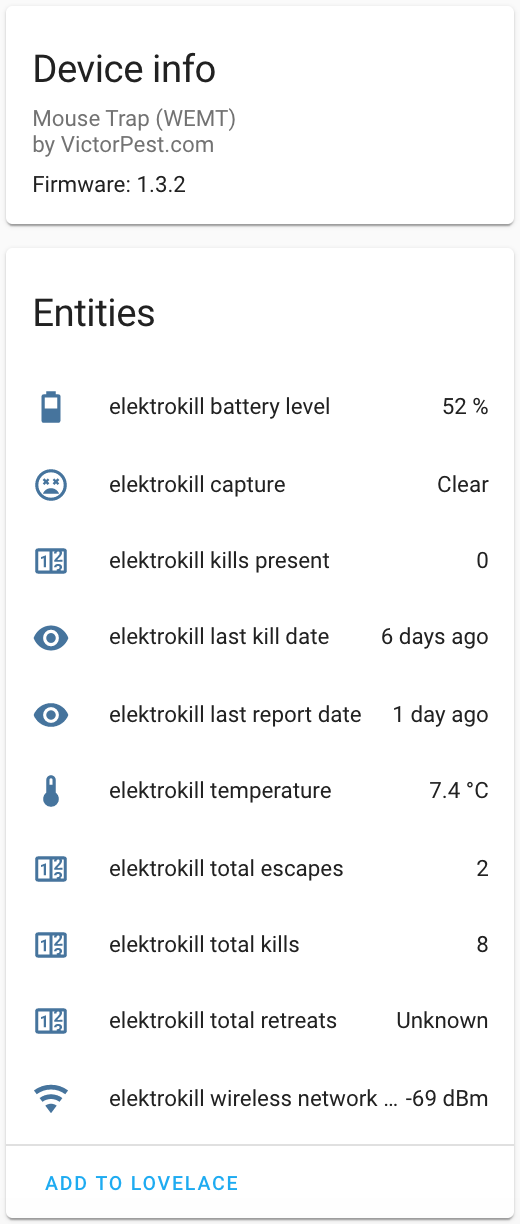 Device info
Mouse Trap (WEMT)
by VictorPest.com
Firmware: 1.3.2
Entities
elektrokill battery level 52 %
elektrokill capture Clear
elektrokill kills present 0
elektrokill last kill date 6 days ago
elektrokill last report date 1 day ago
elektrokill temperature 7.4 °C
elektrokill total escapes 2
elektrokill total kills 8
elektrokill total retreats Unknown
elektrokill wireless network ... -69 dBm
ADD TO LOVELACE